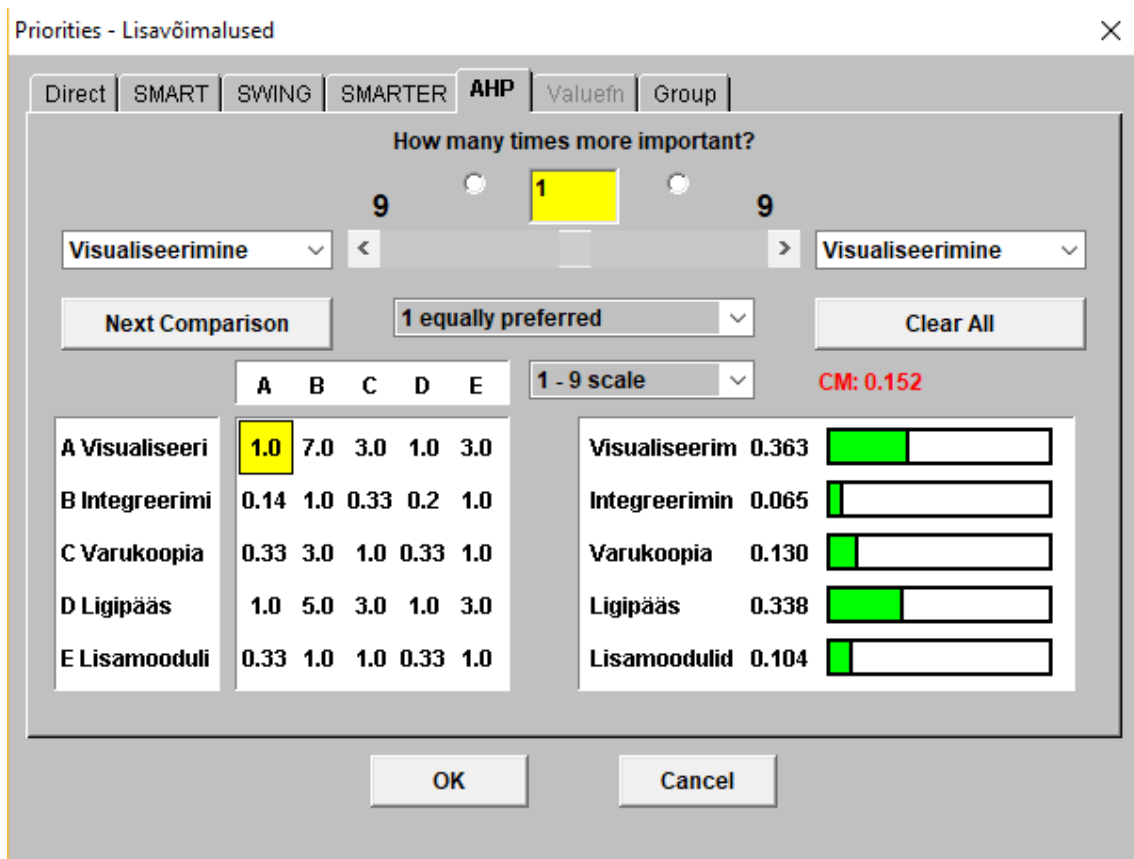 Priorities - Lisavõimalused
Direct SMART SWING SMARTER AHP Valuefn Group
How many times more important?
9 1 9
Visualiseerimine < > Visualiseerimine
Next Comparison 1 equally preferred Clear All
A B C D E 1 - 9 scale CM: 0.152
A Visualiseeri 1.0 7.0 3.0 1.0 3.0 Visualiseerim 0.363
B Integreerimi 0.14 1.0 0.33 0.2 1.0 Integreerimin 0.065
C Varukoopia 0.33 3.0 1.0 0.33 1.0 Varukoopia 0.130
D Ligipääs 1.0 5.0 3.0 1.0 3.0 Ligipääs 0.338
E Lisamooduli 0.33 1.0 1.0 0.33 1.0 Lisamoodulid 0.104
OK Cancel